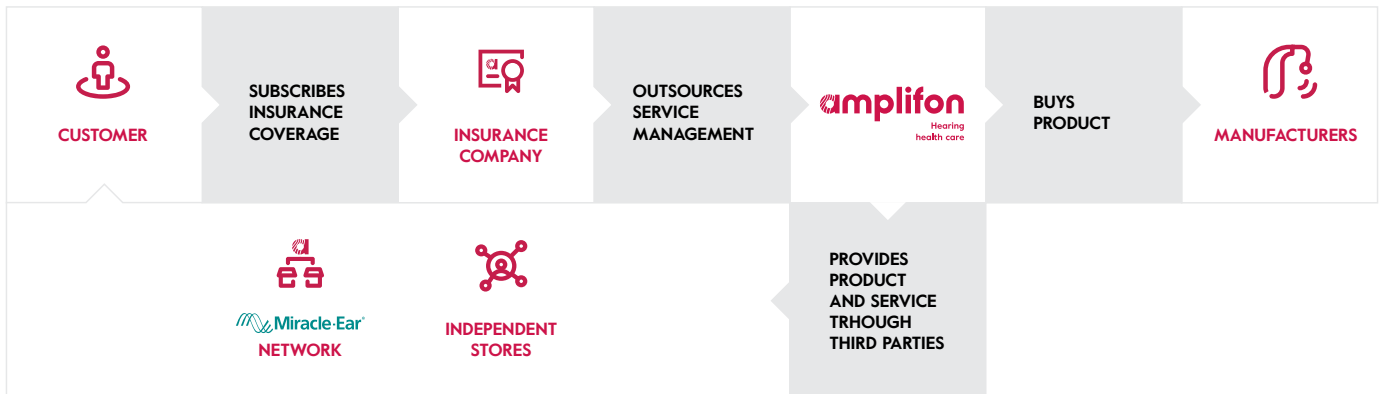 CUSTOMER
SUBSCRIBES
INSURANCE
COVERAGE
INSURANCE
COMPANY
OUTSOURCES
SERVICE
MANAGEMENT
amplifon
Hearing
health care
BUYS
PRODUCT
MANUFACTURERS
Miracle-Ear®
NETWORK
INDEPENDENT
STORES
PROVIDES
PRODUCT
AND SERVICE
TRHOUGH
THIRD PARTIES